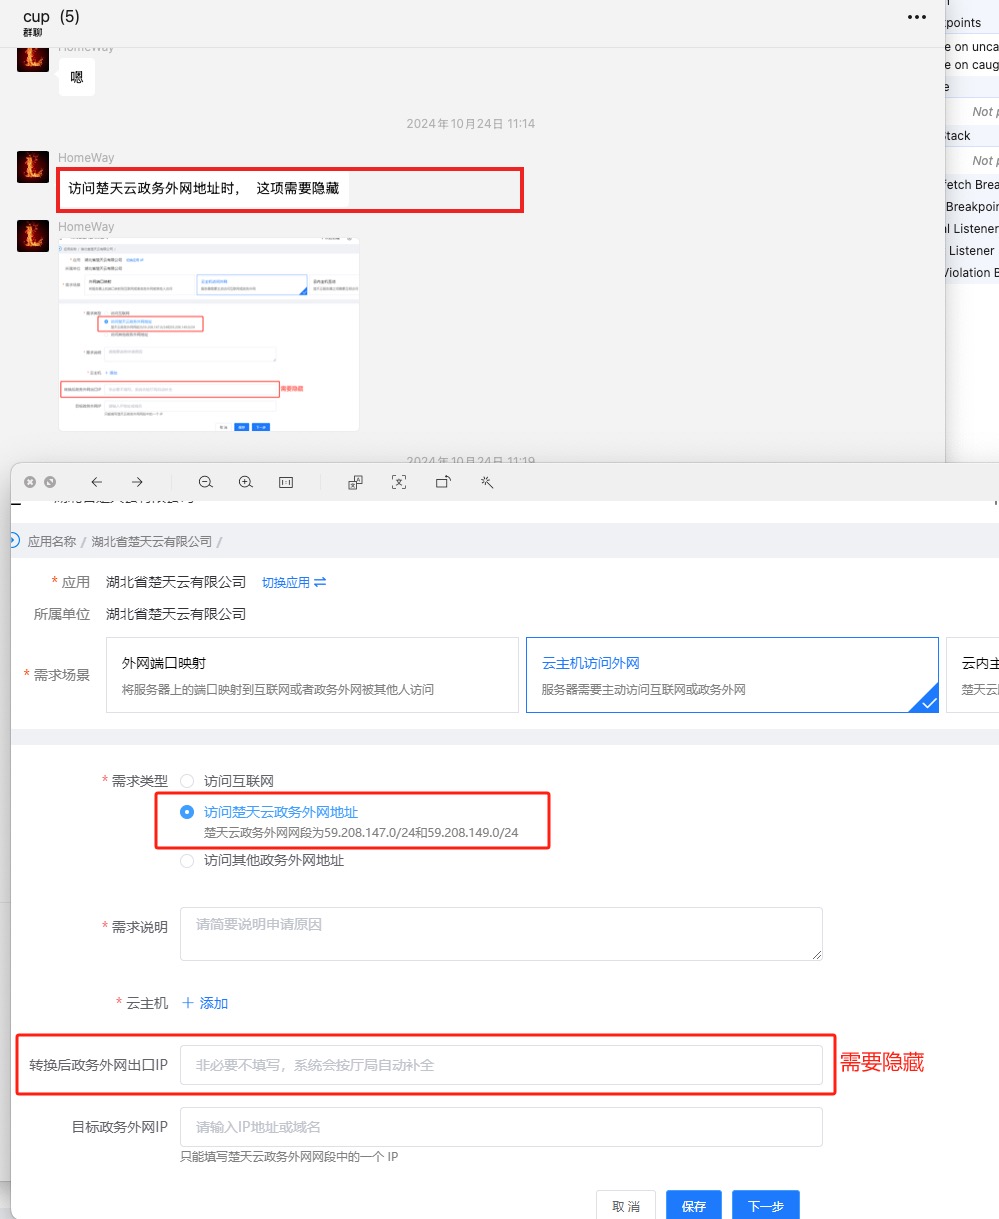 cup (5)
群聊
HomeWay
嗯
2024年10月24日 11:14
HomeWay
访问楚天云政务外网地址时， 这项需要隐藏
HomeWay
需要隐藏
2024年10月24日 11:19
应用名称 / 湖北省楚天云有限公司 /
* 应用 湖北省楚天云有限公司 切换应用
所属单位 湖北省楚天云有限公司
* 需求场景
外网端口映射
将服务器上的端口映射到互联网或者政务外网被其他人访问
云主机访问外网
服务器需要主动访问互联网或政务外网
云内主
楚天云
* 需求类型
访问互联网
访问楚天云政务外网地址
楚天云政务外网网段为59.208.147.0/24和59.208.149.0/24
访问其他政务外网地址
* 需求说明 请简要说明申请原因
* 云主机 + 添加
转换后政务外网出口IP 非必要不填写，系统会按厅局自动补全
需要隐藏
目标政务外网IP 请输入IP地址或域名
只能填写楚天云政务外网网段中的一个 IP
取 消 保存 下一步
points
e on unca
e on caug
e
Not p
Stack
Not p
Fetch Brea
Breakpoin
al Listener
Listener
Violation B